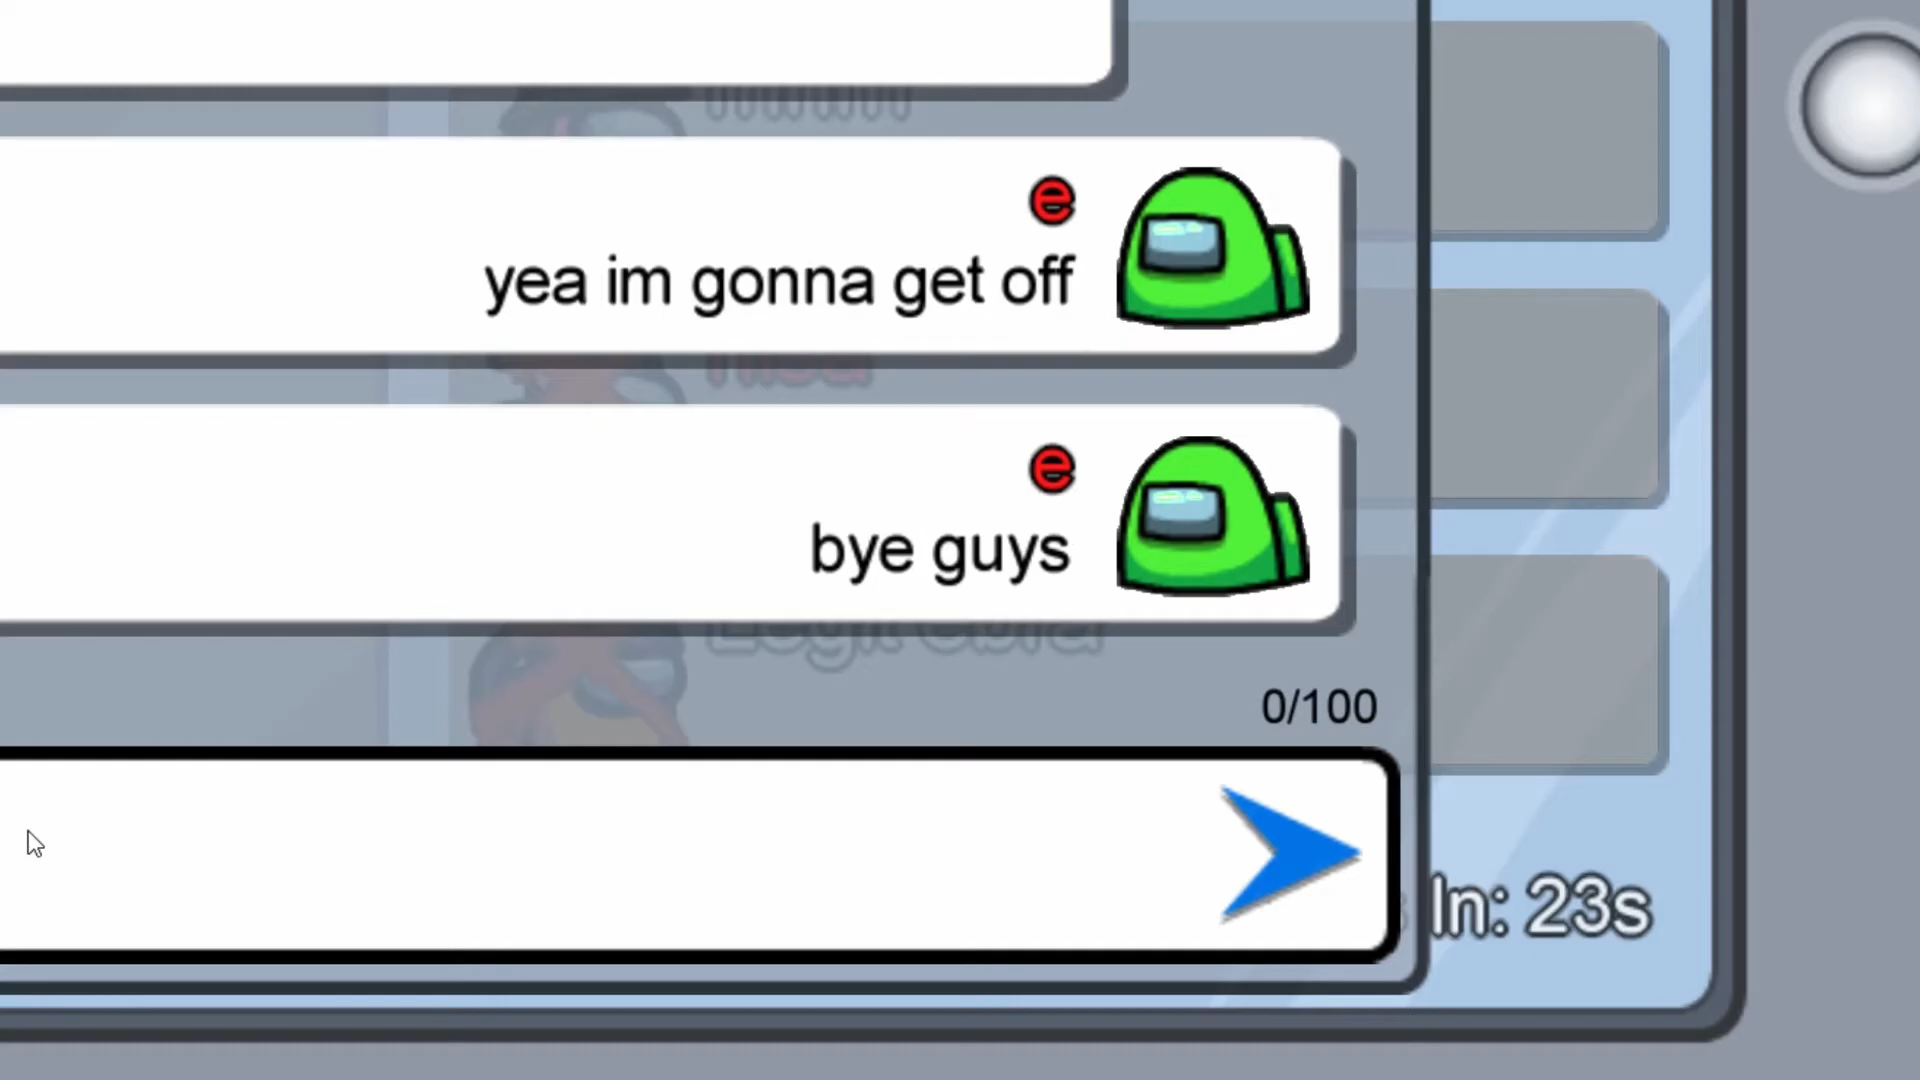 e
yea im gonna get off
e
bye guys
0/100
In: 23s